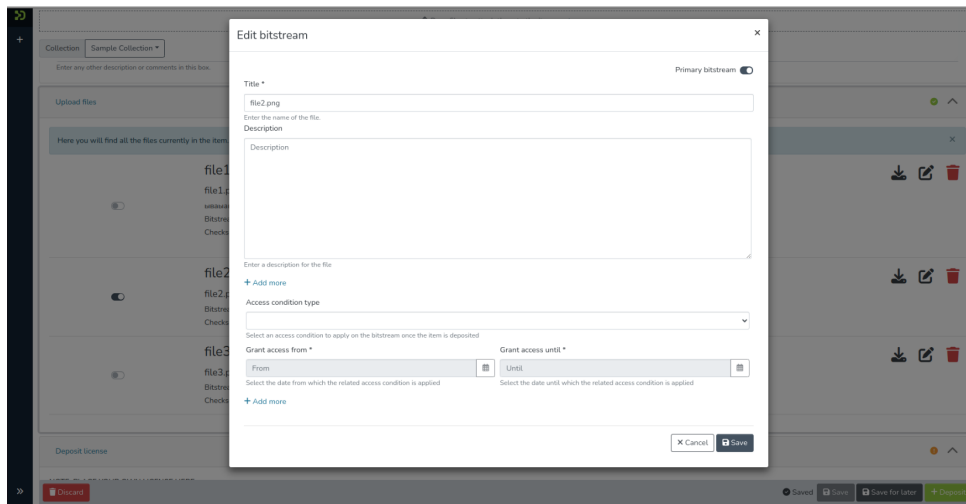 Edit bitstream
×
Collection
Sample Collection
Enter any other description or comments in this box.
Primary bitstream
Title *
file2.png
Enter the name of the file.
Description
Description
Enter a description for the file
+ Add more
Access condition type
Select an access condition to apply on the bitstream once the item is deposited
Grant access from *
Grant access until *
From
Until
Select the date from which the related access condition is applied
Select the date until which the related access condition is applied
+ Add more
× Cancel
Save
Upload files
Here you will find all the files currently in the item.
file1
file1.p
Bitstre
Checks
file2
file2.p
Bitstre
Checks
file3
file3.p
Bitstre
Checks
Deposit license
Discard
Saved
Save
Save for later
+ Deposit